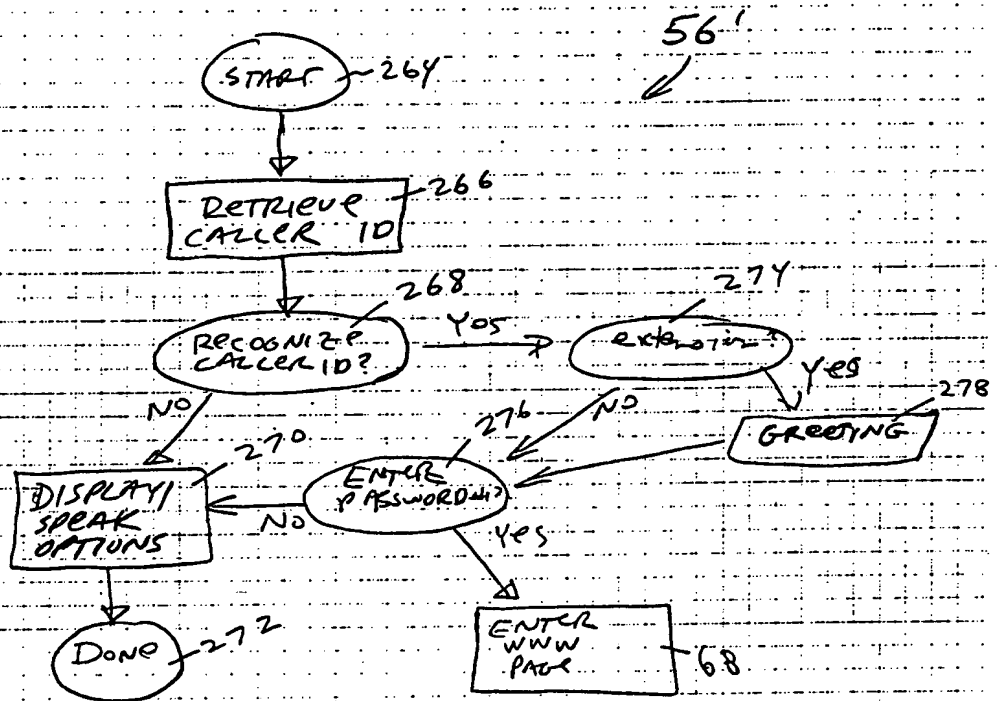 56'
START
264
266
RETRIEVE
CALLER ID
268
274
RECOGNIZE
CALLER ID?
Yes
Yes
NO
270
276
NO
278
GREETING
DISPLAY/
SPEAK
OPTIONS
ENTER
PASSWORD
NO
Yes
DONE
272
ENTER
WWW
PAGE
68